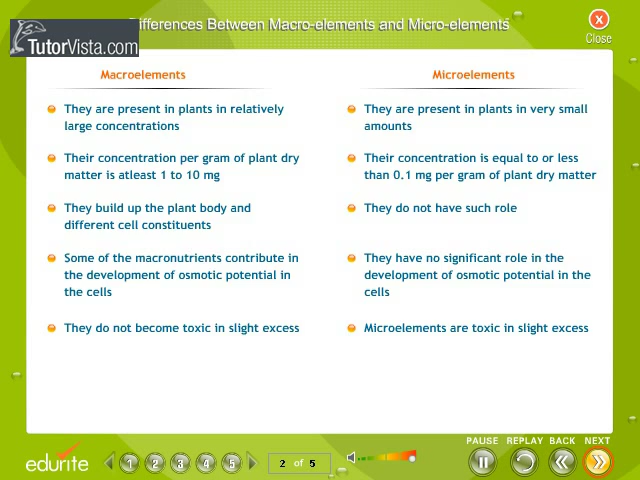 Differences Between Macro-elements and Micro-elements
TutorVista.com
Close
Macroelements
They are present in plants in relatively
large concentrations
Their concentration per gram of plant dry
matter is atleast 1 to 10 mg
They build up the plant body and
different cell constituents
Some of the macronutrients contribute in
the development of osmotic potential in
the cells
They do not become toxic in slight excess
Microelements
They are present in plants in very small
amounts
Their concentration is equal to or less
than 0.1 mg per gram of plant dry matter
They do not have such role
They have no significant role in the
development of osmotic potential in the
cells
Microelements are toxic in slight excess
edurite
1 2 3 4 5
2 of 5
PAUSE REPLAY BACK NEXT